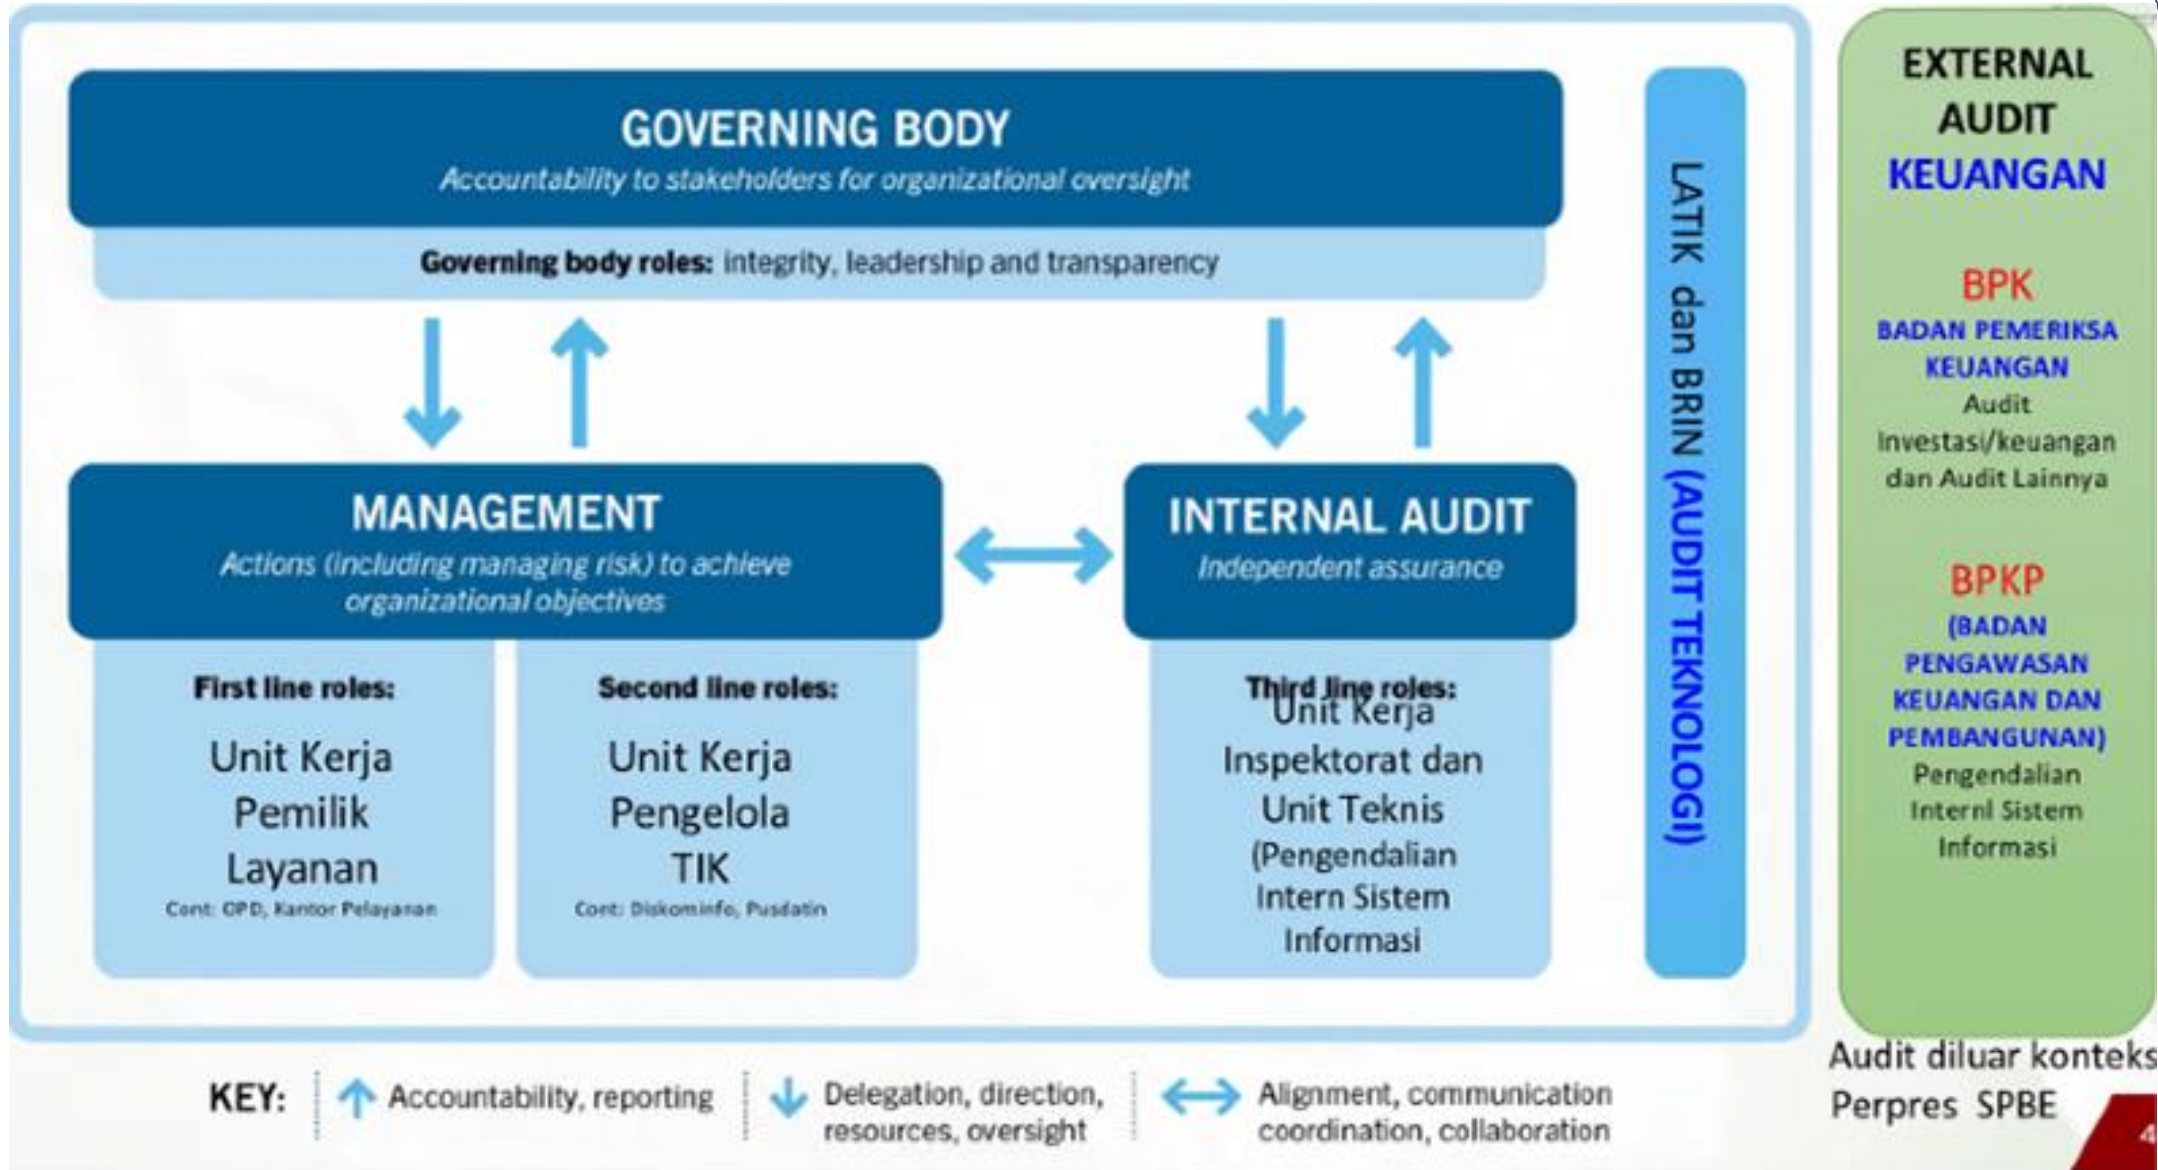 GOVERNING BODY
Accountability to stakeholders for organizational oversight
Governing body roles: integrity, leadership and transparency
MANAGEMENT
Actions (including managing risk) to achieve
organizational objectives
First line roles:
Unit Kerja
Pemilik
Layanan
Cont: OPD, Kantor Pelayanan
Second line roles:
Unit Kerja
Pengelola
TIK
Cont: Diskominfo, Pusdatin
INTERNAL AUDIT
Independent assurance
Third line roles:
Unit Kerja
Inspektorat dan
Unit Teknis
(Pengendalian
Intern Sistem
Informasi
LATIK dan BRIN (AUDIT TEKNOLOGI)
EXTERNAL
AUDIT
KEUANGAN
BPK
BADAN PEMERIKSA
KEUANGAN
Audit
Investasi/keuangan
dan Audit Lainnya
BPKP
(BADAN
PENGAWASAN
KEUANGAN DAN
PEMBANGUNAN)
Pengendalian
Internl Sistem
Informasi
Audit diluar konteks
Perpres SPBE
KEY:
Accountability, reporting
Delegation, direction,
resources, oversight
Alignment, communication
coordination, collaboration
4